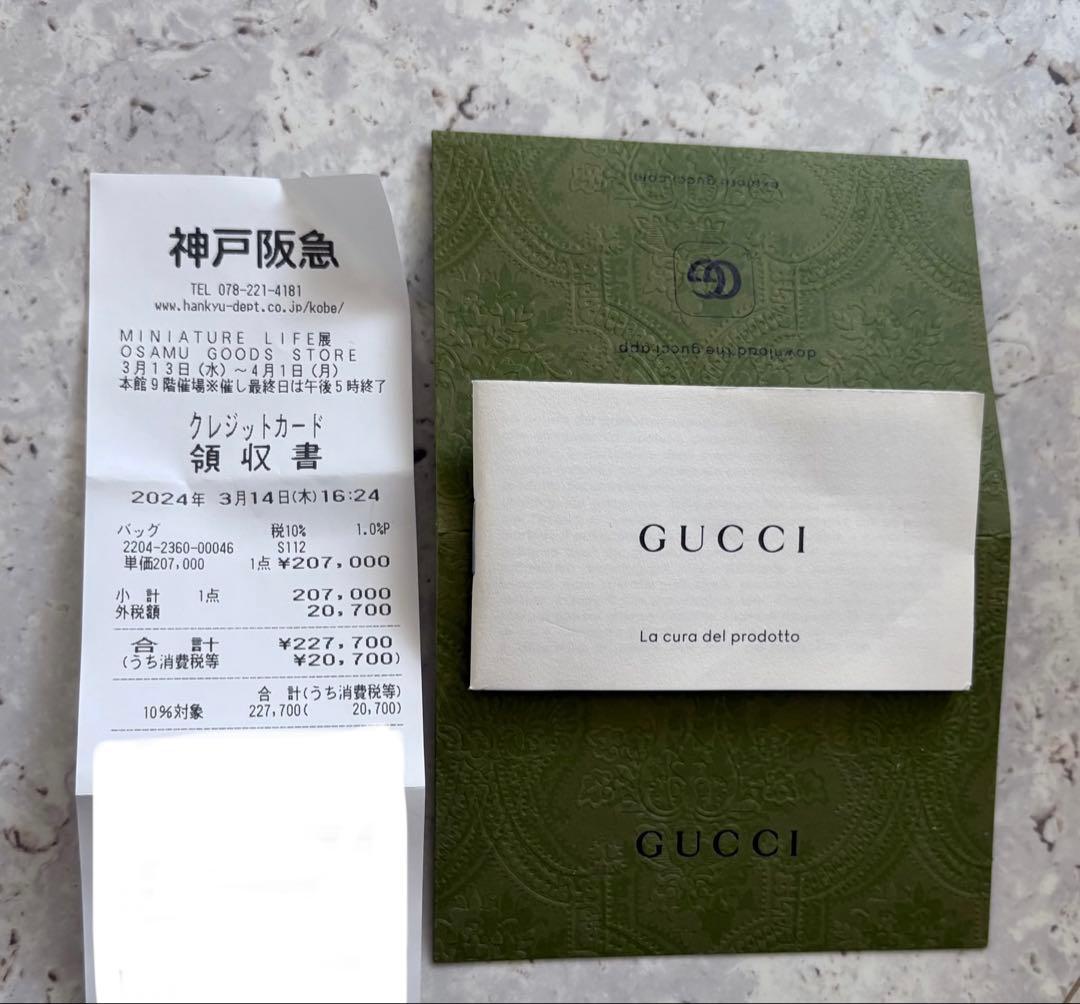 神戸阪急
TEL 078-221-4181
www.hankyu-dept.co.jp/kobe/
MINIATURE LIFE展
OSAMU GOODS STORE
3月13日(水)~4月1日(月)
本館9階催場※催し最終日は午後5時終了
クレジットカード
領収書
2024年 3月14日(木)16:24
バッグ 税10% 1.0%P
2204-2360-00046 S112
単価207,000 1点 ¥207,000
小 計 1点 207,000
外税額 20,700
合 計 ¥227,700
(うち消費税等 ¥20,700)
合 計(うち消費税等)
10%対象 227,700( 20,700)
explore gucci.com
download the gucci app
GUCCI
La cura del prodotto
GUCCI